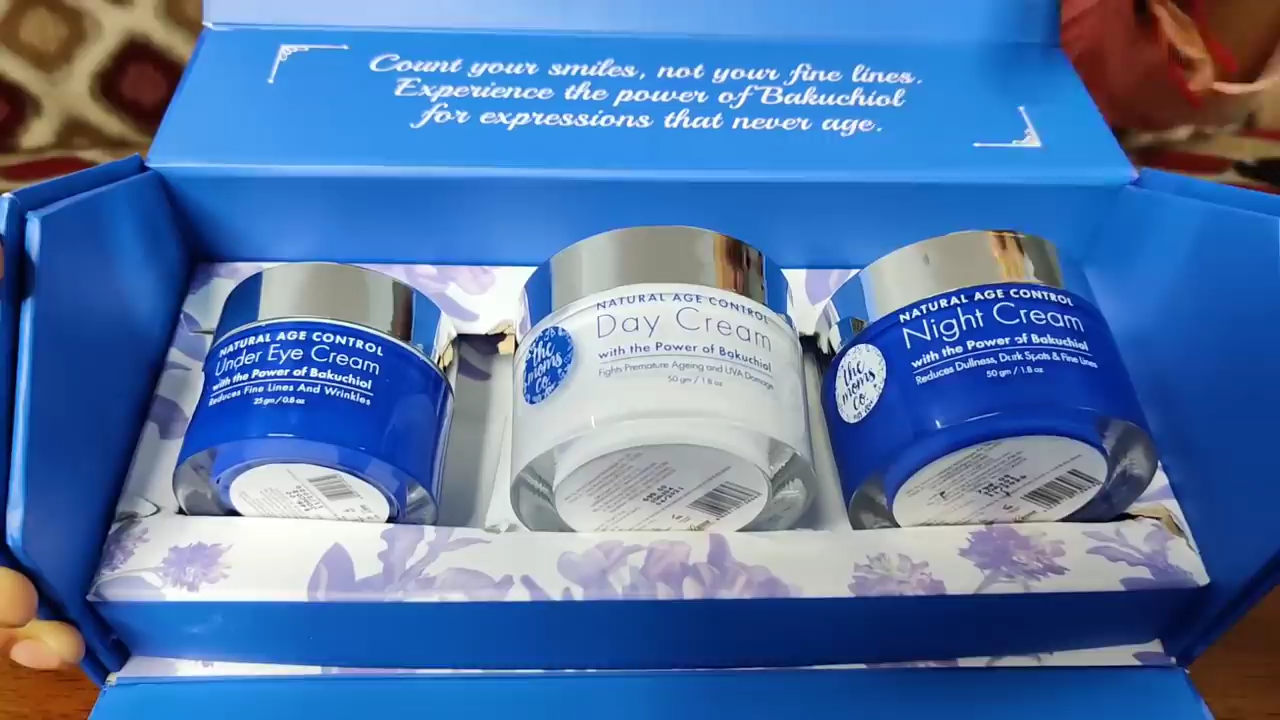 Count your smiles, not your fine lines.
Experience the power of Bakuchiol
for expressions that never age.
NATURAL AGE CONTROL
Under Eye Cream
with the Power of Bakuchiol
Reduces Fine Lines And Wrinkles
25 gm / 0.8 oz
NATURAL AGE CONTROL
Day Cream
with the Power of Bakuchiol
Fights Premature Ageing and UVA Damage
50 gm / 1.8 oz
the
moms
co.
NATURAL AGE CONTROL
Night Cream
with the Power of Bakuchiol
Reduces Dullness, Dark Spots & Fine Lines
50 gm / 1.8 oz
the
moms
co.